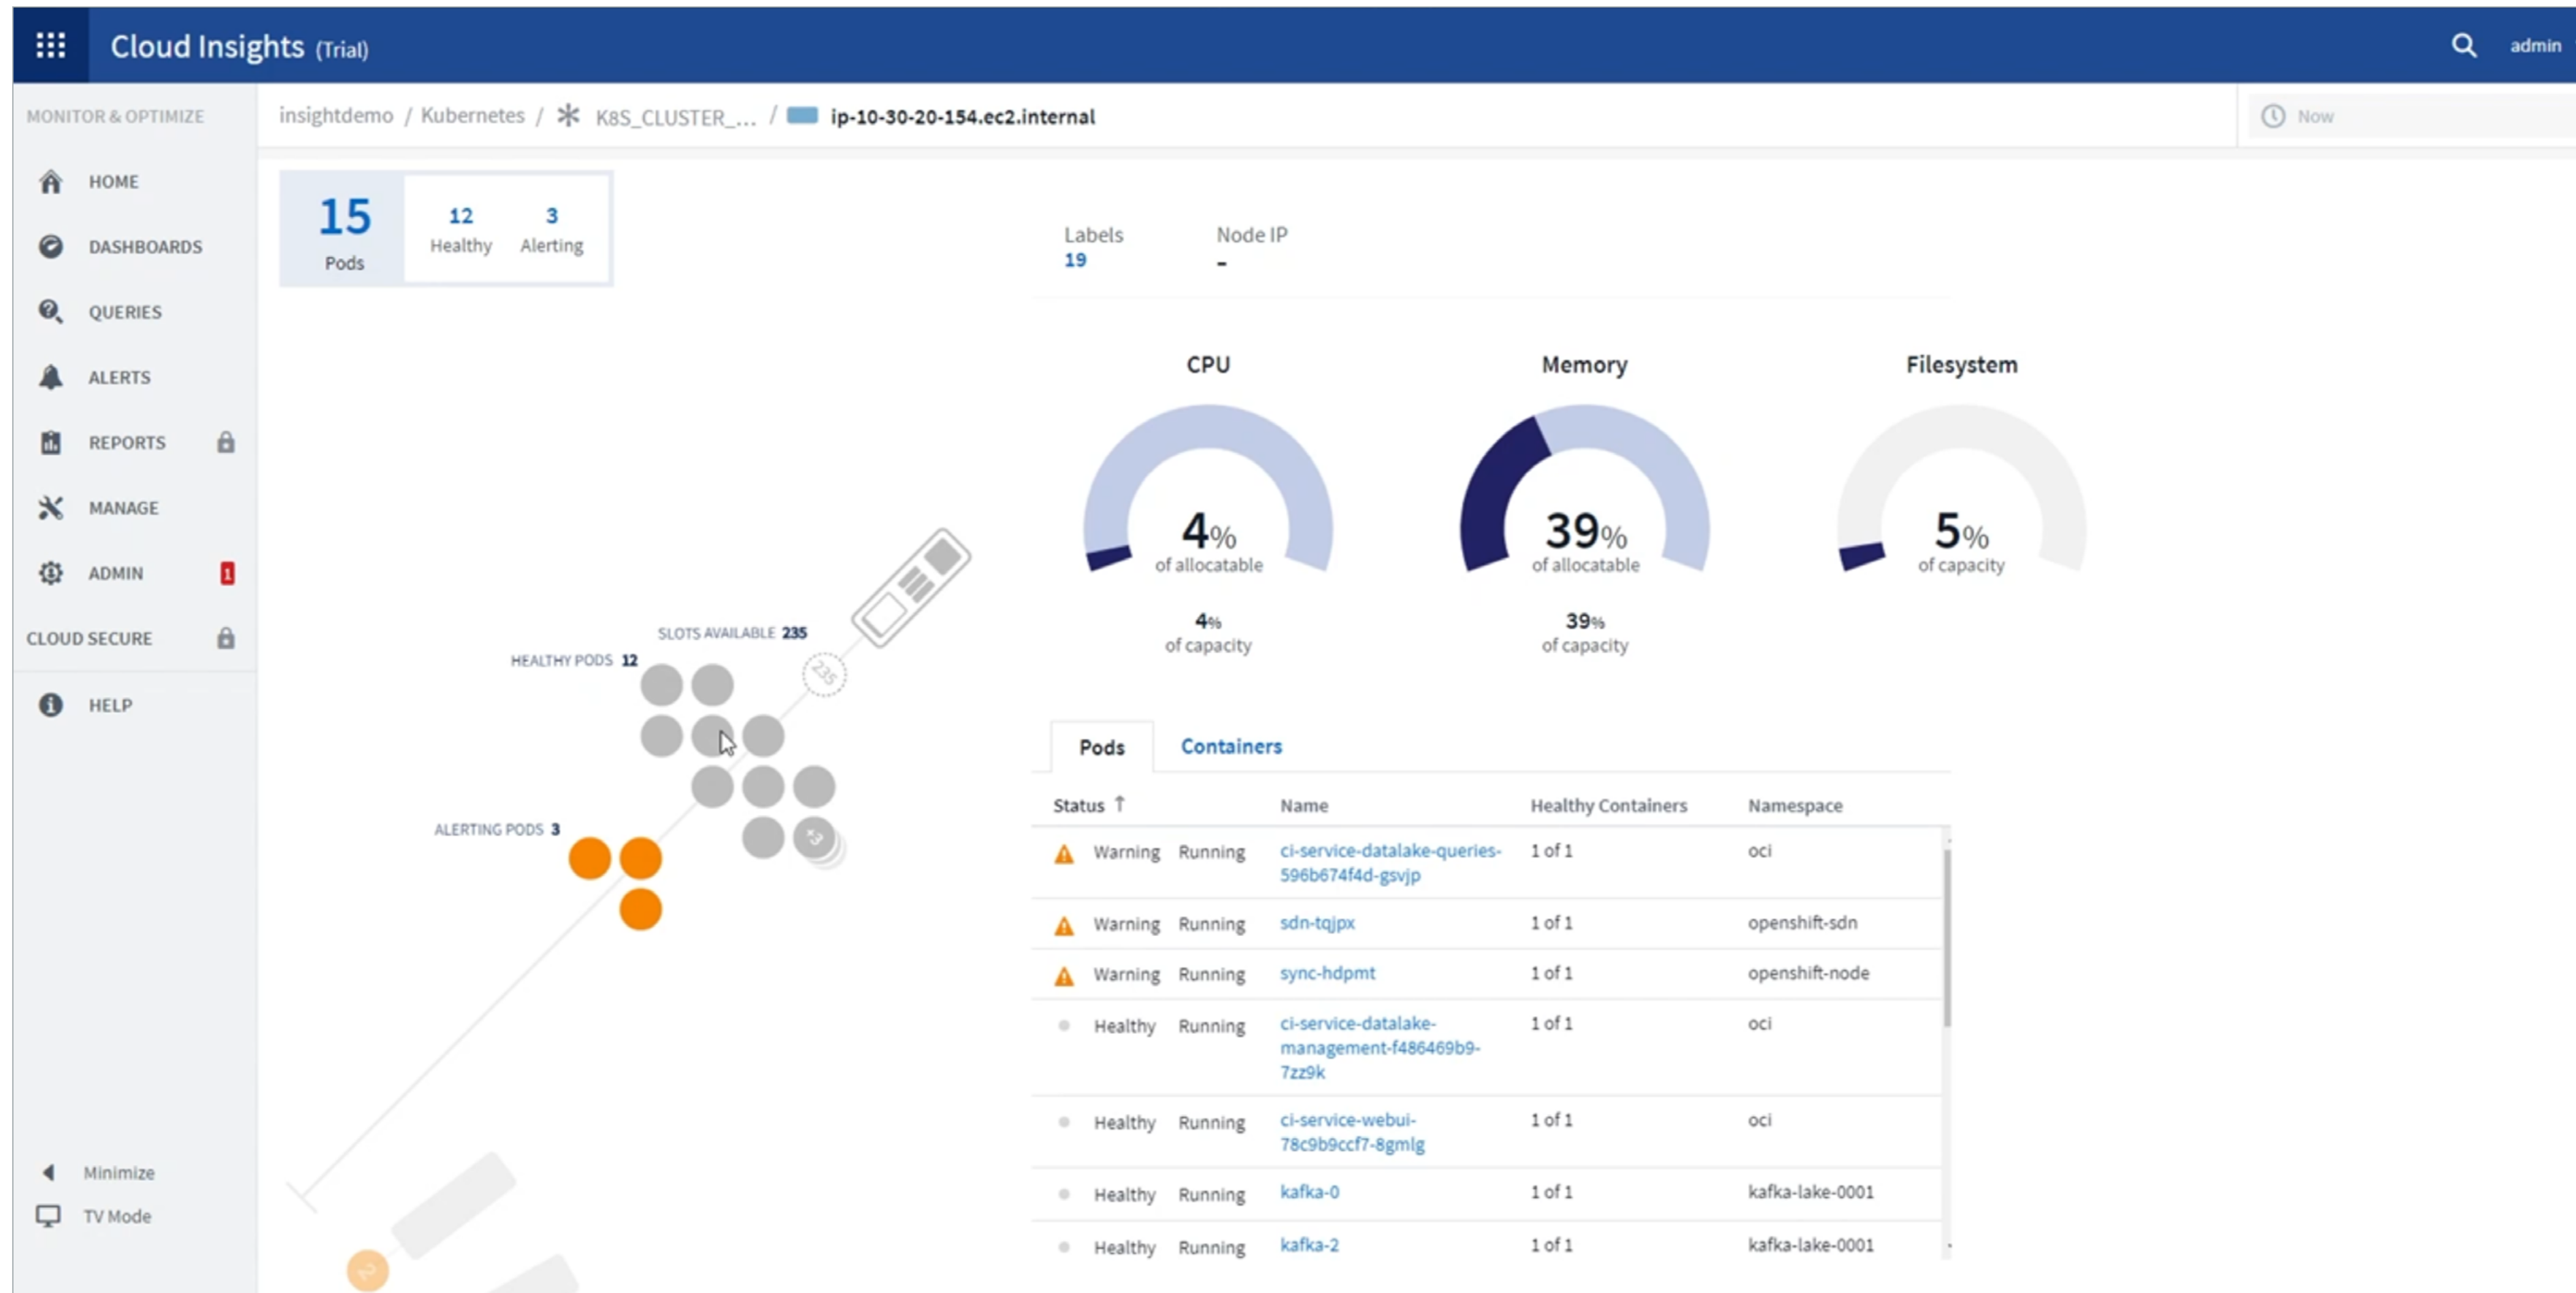 Cloud Insights (Trial)
admin
MONITOR & OPTIMIZE
insightdemo / Kubernetes / K8S_CLUSTER_... / ip-10-30-20-154.ec2.internal
Now
HOME
DASHBOARDS
QUERIES
ALERTS
REPORTS
MANAGE
ADMIN 1
CLOUD SECURE
HELP
Minimize
TV Mode
15
Pods
12
Healthy
3
Alerting
Labels
19
Node IP
-
CPU
4%
of allocatable
4%
of capacity
Memory
39%
of allocatable
39%
of capacity
Filesystem
5%
of capacity
SLOTS AVAILABLE 235
235
HEALTHY PODS 12
+3
ALERTING PODS 3
2
Pods Containers
Status ↑ Name Healthy Containers Namespace
Warning Running ci-service-datalake-queries- 1 of 1 oci
596b674f4d-gsvjp
Warning Running sdn-tqjpx 1 of 1 openshift-sdn
Warning Running sync-hdpmt 1 of 1 openshift-node
Healthy Running ci-service-datalake- 1 of 1 oci
management-f486469b9-
7zz9k
Healthy Running ci-service-webui- 1 of 1 oci
78c9b9ccf7-8gmlg
Healthy Running kafka-0 1 of 1 kafka-lake-0001
Healthy Running kafka-2 1 of 1 kafka-lake-0001